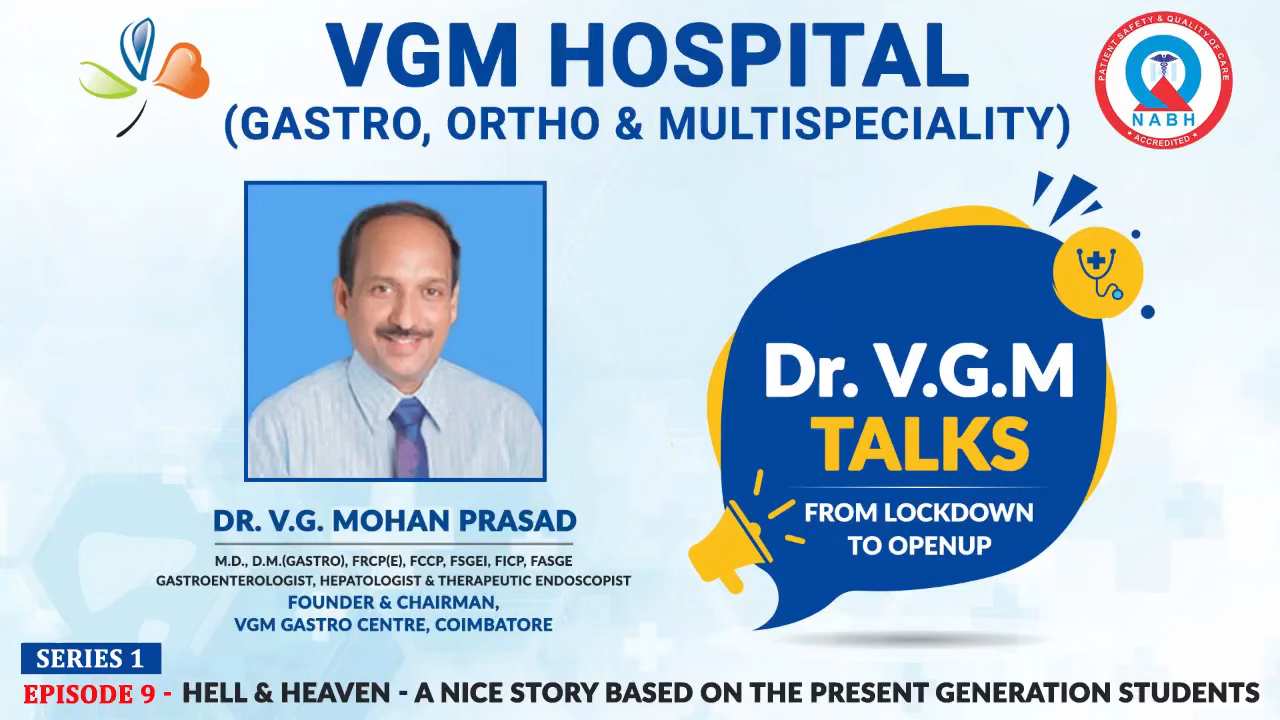 VGM HOSPITAL
(GASTRO, ORTHO & MULTISPECIALITY)
PATIENT SAFETY & QUALITY OF CARE
NABH
ACCREDITED
Dr. V.G.M
TALKS
FROM LOCKDOWN
TO OPENUP
DR. V.G. MOHAN PRASAD
M.D., D.M.(GASTRO), FRCP(E), FCCP, FSGEI, FICP, FASGE
GASTROENTEROLOGIST, HEPATOLOGIST & THERAPEUTIC ENDOSCOPIST
FOUNDER & CHAIRMAN,
VGM GASTRO CENTRE, COIMBATORE
SERIES 1
EPISODE 9 - HELL & HEAVEN - A NICE STORY BASED ON THE PRESENT GENERATION STUDENTS